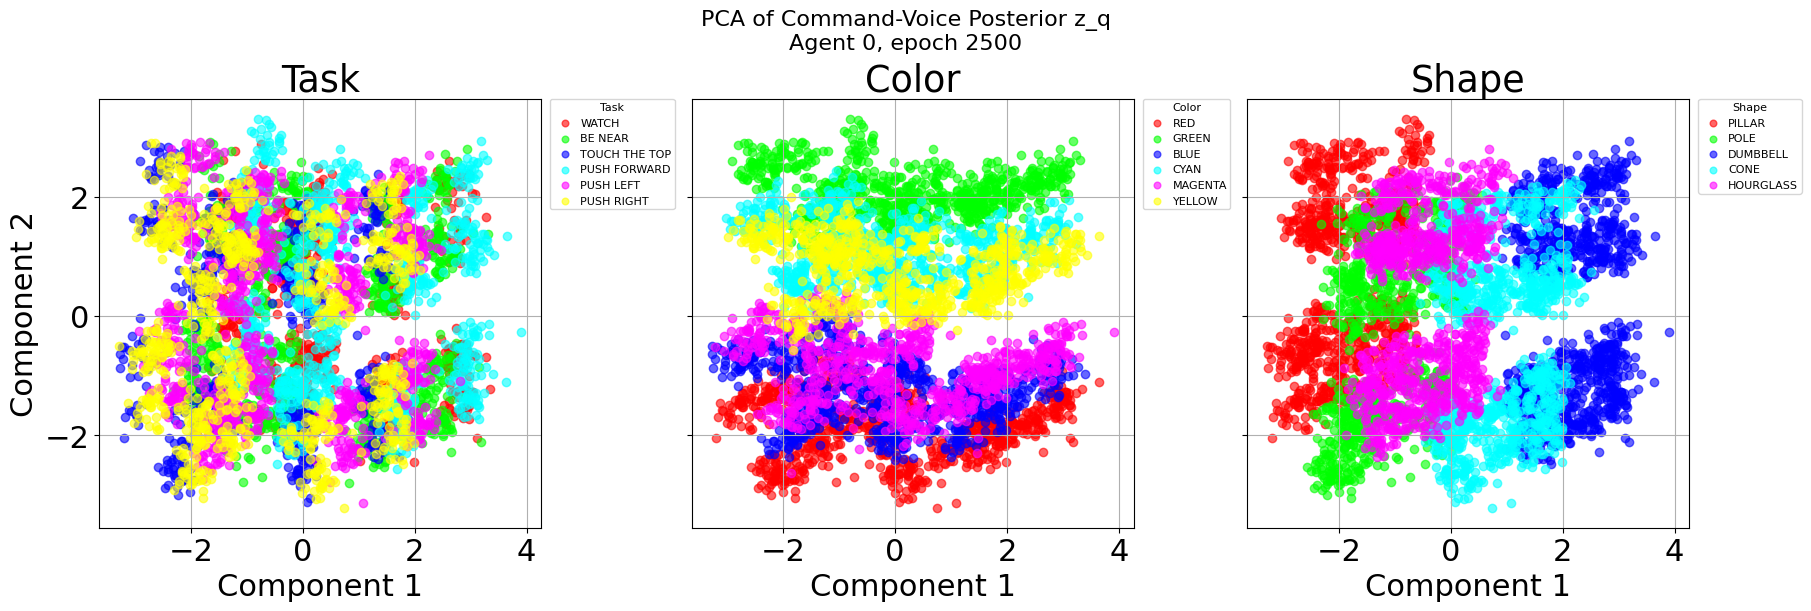 PCA of Command-Voice Posterior z_q
Agent 0, epoch 2500
Task
Color
Shape
Task
WATCH
BE NEAR
TOUCH THE TOP
PUSH FORWARD
PUSH LEFT
PUSH RIGHT
Color
RED
GREEN
BLUE
CYAN
MAGENTA
YELLOW
Shape
PILLAR
POLE
DUMBBELL
CONE
HOURGLASS
Component 2
2
0
−2
−2 0 2 4
−2 0 2 4
−2 0 2 4
Component 1
Component 1
Component 1